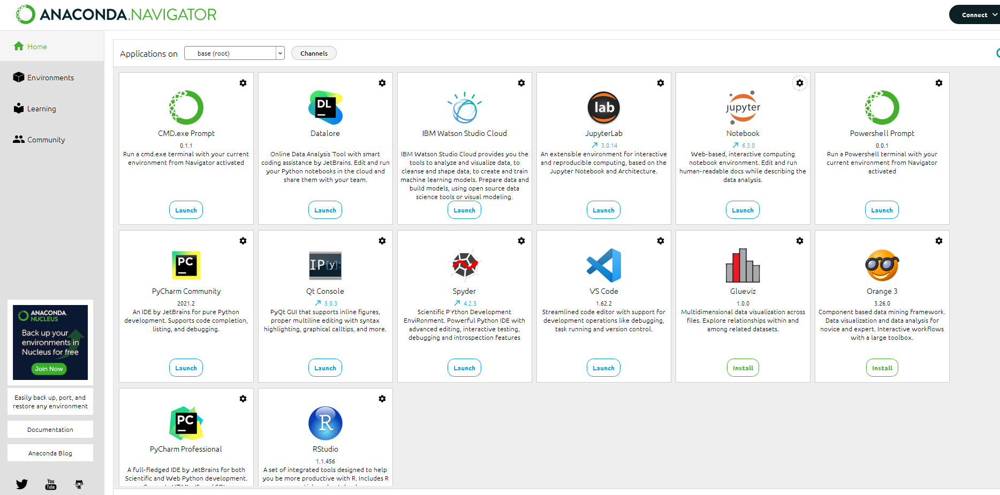 ANACONDA.NAVIGATOR
Connect
Home
Environments
Learning
Community
ANACONDA.
NUCLEUS
Back up your
environments in
Nucleus for free
Join Now
Easily back up, port, and
restore any environment
Documentation
Anaconda Blog
You
Tube
Applications on
base (root)
Channels
CMD.exe Prompt
0.1.1
Run a cmd.exe terminal with your current
environment from Navigator activated
Launch
DL
Datalore
Online Data Analysis Tool with smart
coding assistance by JetBrains. Edit and run
your Python notebooks in the cloud and
share them with your team.
Launch
IBM Watson Studio Cloud
IBM Watson Studio Cloud provides you the
tools to analyze and visualize data, to
cleanse and shape data, to create and train
machine learning models. Prepare data and
build models, using open source data
science tools or visual modeling.
Launch
lab
JupyterLab
3.0.14
An extensible environment for interactive
and reproducible computing, based on the
Jupyter Notebook and Architecture.
Launch
jupyter
Notebook
6.3.0
Web-based, interactive computing
notebook environment. Edit and run
human-readable docs while describing the
data analysis.
Launch
Powershell Prompt
0.0.1
Run a Powershell terminal with your
current environment from Navigator
activated
Launch
PC
PyCharm Community
2021.2
An IDE by JetBrains for pure Python
development. Supports code completion,
listing, and debugging.
Launch
IP[y]:
Qt Console
5.0.3
PyQt GUI that supports inline figures,
proper multiline editing with syntax
highlighting, graphical calltips, and more.
Launch
Spyder
4.2.5
Scientific PYthon Development
EnviRonment. Powerful Python IDE with
advanced editing, interactive testing,
debugging and introspection features
Launch
VS Code
1.62.2
Streamlined code editor with support for
development operations like debugging,
task running and version control.
Launch
Glueviz
1.0.0
Multidimensional data visualization across
files. Explore relationships within and
among related datasets.
Install
Orange 3
3.26.0
Component based data mining framework.
Data visualization and data analysis for
novice and expert. Interactive workflows
with a large toolbox.
Install
PC
PyCharm Professional
A full-fledged IDE by JetBrains for both
Scientific and Web Python development.
R
RStudio
1.1.456
A set of integrated tools designed to help
you be more productive with R. Includes R